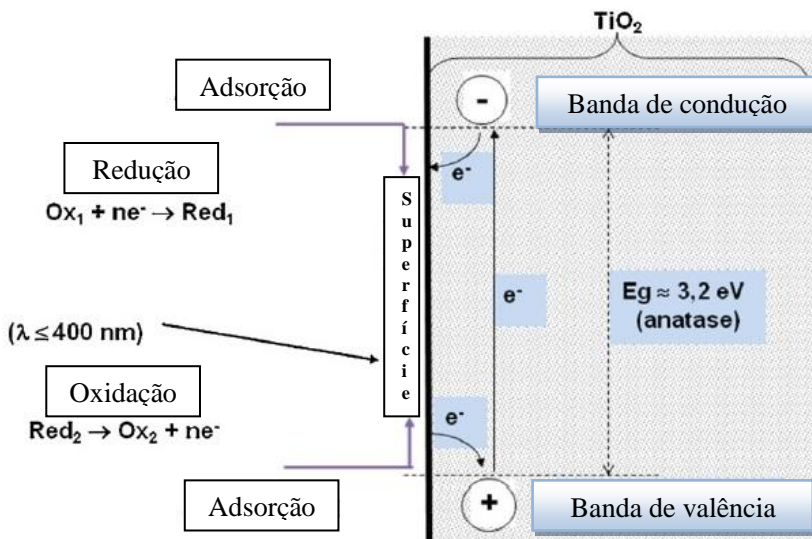 TiO₂
Adsorção
-
Banda de condução
Redução
e⁻
Ox₁ + ne⁻ → Red₁
Superfície
e⁻
Eg ≈ 3,2 eV
(anatase)
(λ ≤ 400 nm)
Oxidação
e⁻
Red₂ → Ox₂ + ne⁻
Adsorção
+
Banda de valência